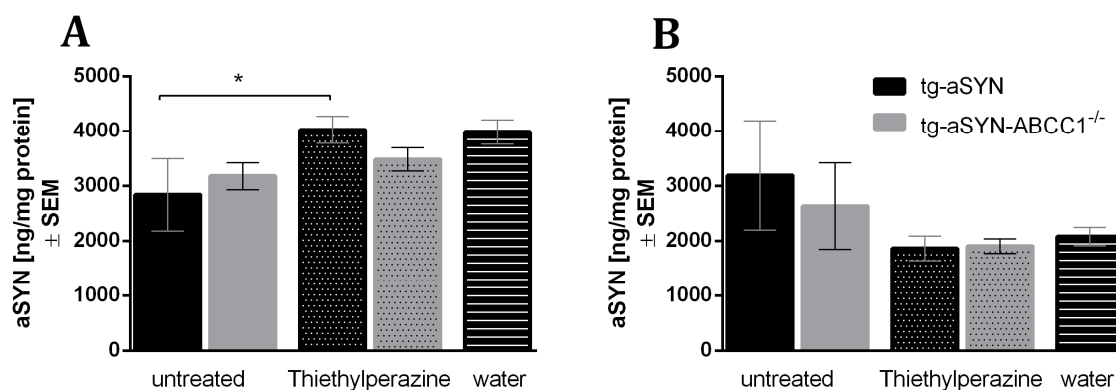 A
aSYN [ng/mg protein]
± SEM
5000
4000
3000
2000
1000
0
*
untreated
Thiethylperazine
water
B
aSYN [ng/mg protein]
± SEM
5000
4000
3000
2000
1000
0
tg-aSYN
tg-aSYN-ABCC1⁻/⁻
untreated
Thiethylperazine
water